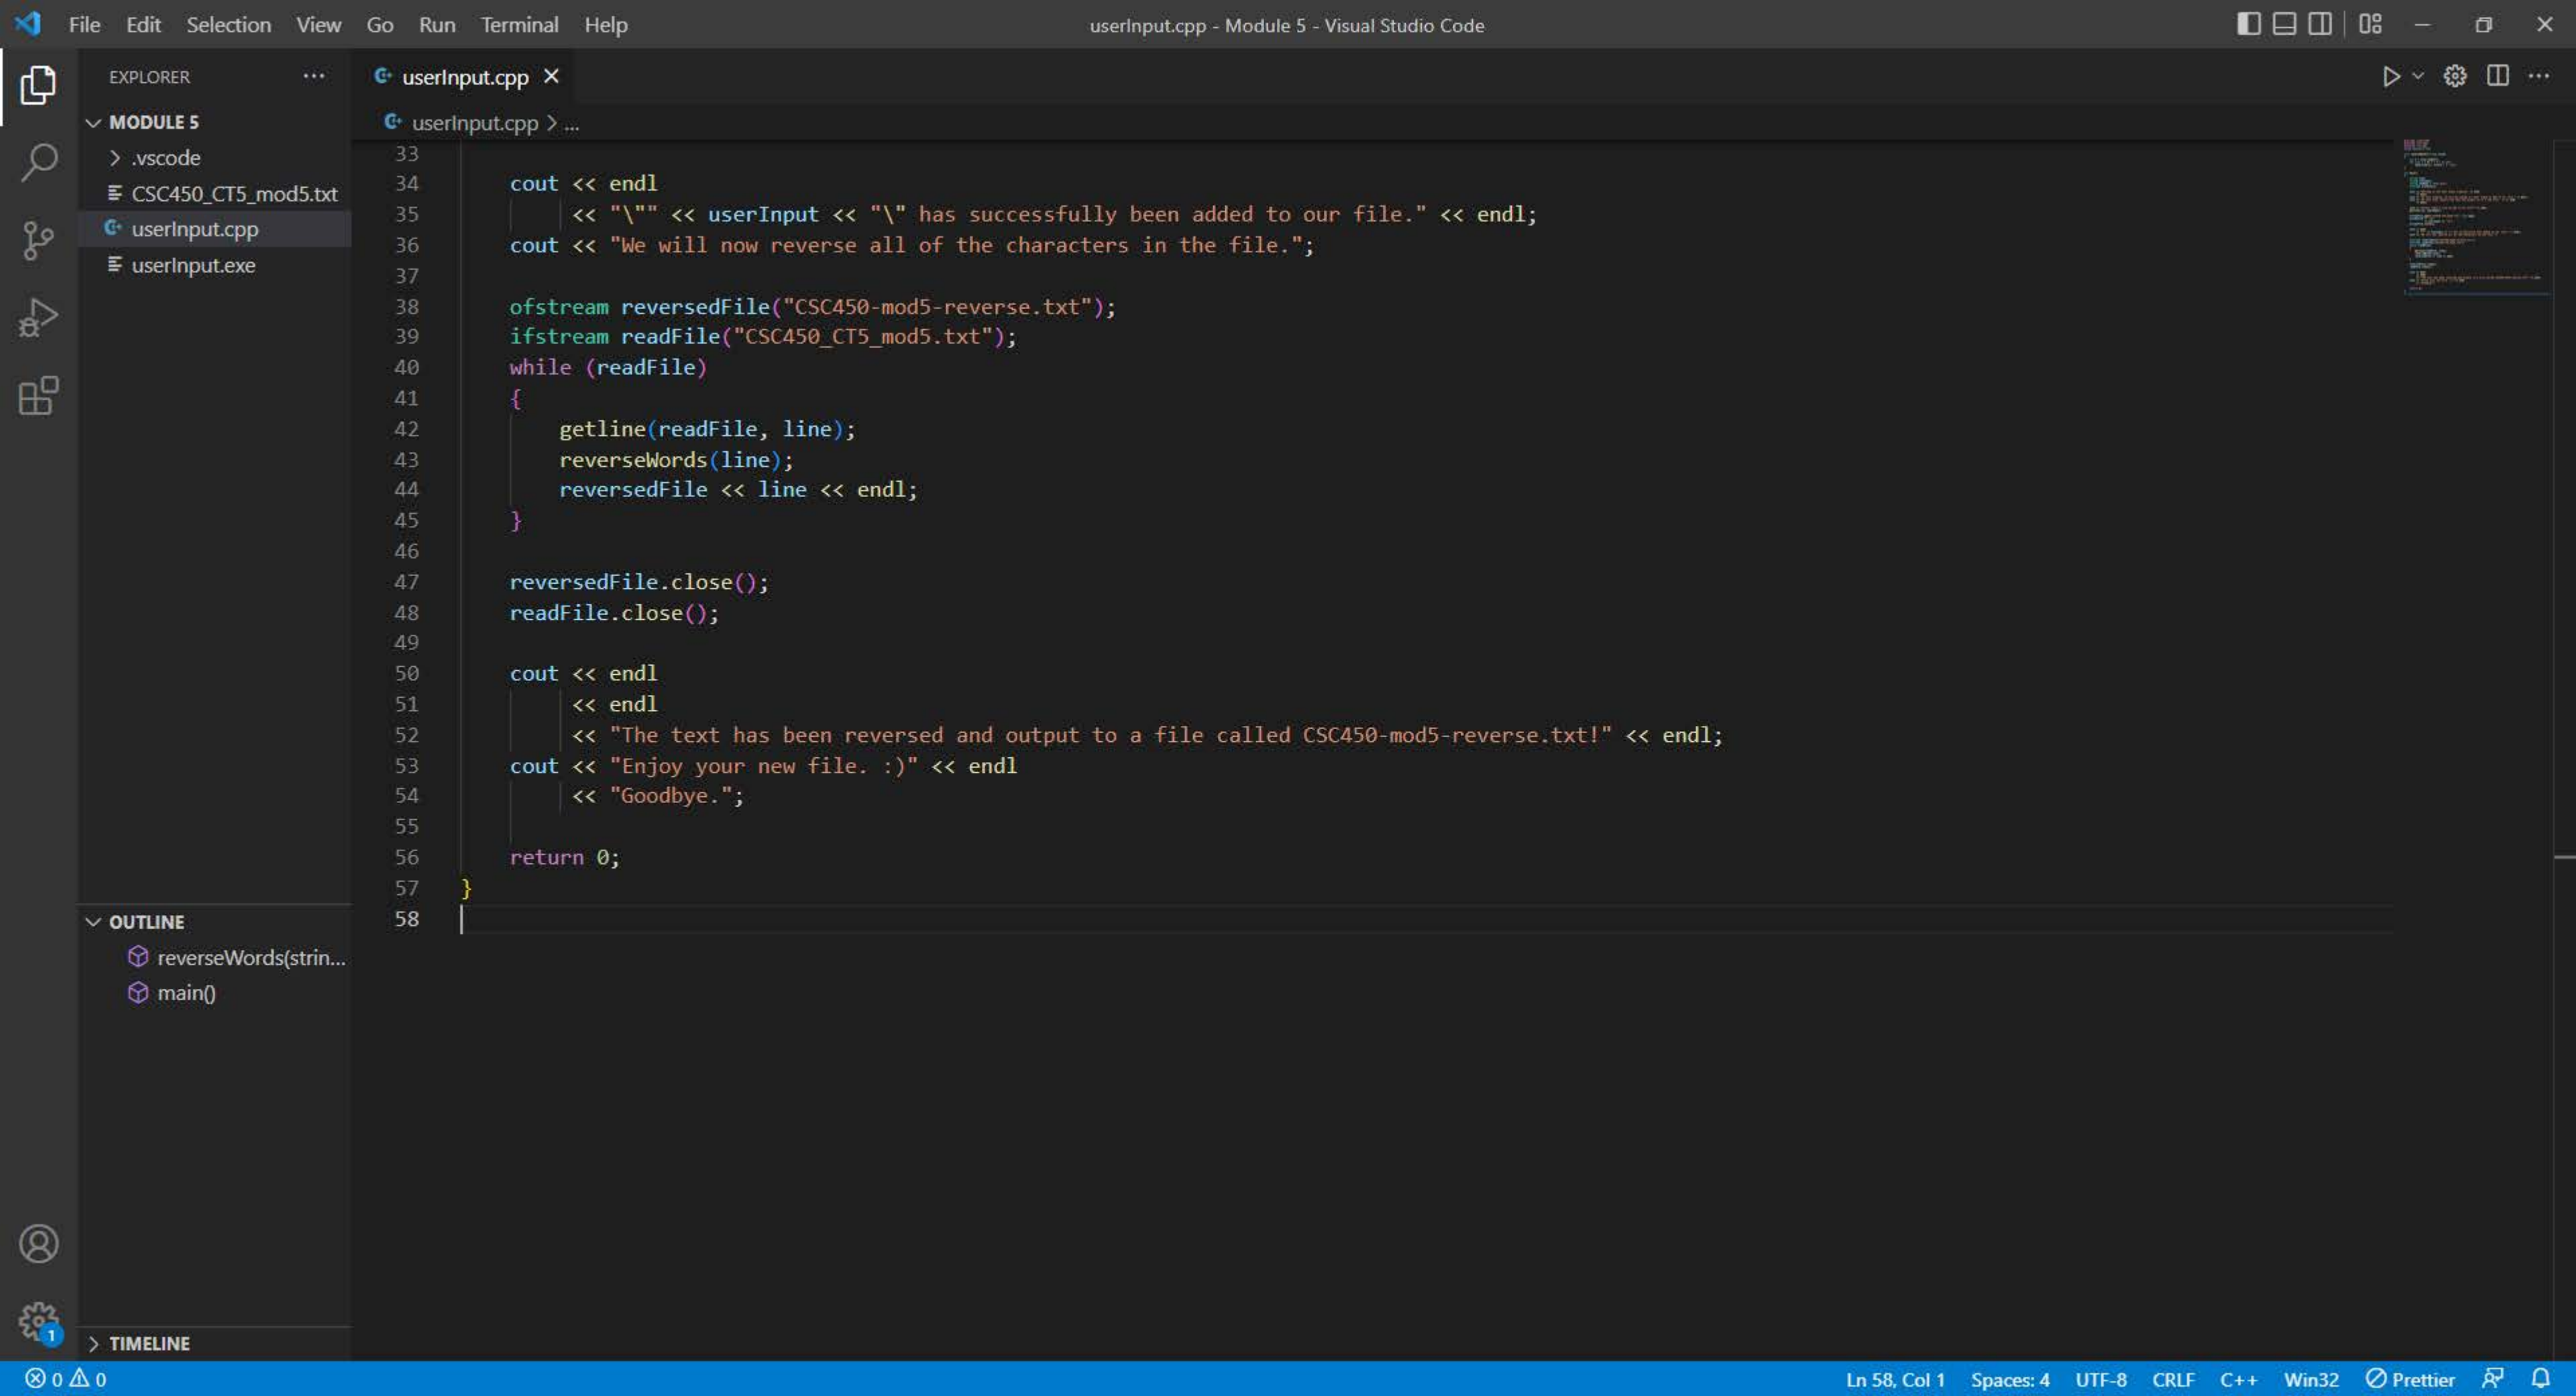 File Edit Selection View Go Run Terminal Help
userInput.cpp - Module 5 - Visual Studio Code
EXPLORER
MODULE 5
.vscode
CSC450_CT5_mod5.txt
userInput.cpp
userInput.exe
OUTLINE
reverseWords(strin...
main()
TIMELINE
userInput.cpp
userInput.cpp > ...
33
34 cout << endl
35 << "\"" << userInput << "\" has successfully been added to our file." << endl;
36 cout << "We will now reverse all of the characters in the file.";
37
38 ofstream reversedFile("CSC450-mod5-reverse.txt");
39 ifstream readFile("CSC450_CT5_mod5.txt");
40 while (readFile)
41 {
42 getline(readFile, line);
43 reverseWords(line);
44 reversedFile << line << endl;
45 }
46
47 reversedFile.close();
48 readFile.close();
49
50 cout << endl
51 << endl
52 << "The text has been reversed and output to a file called CSC450-mod5-reverse.txt!" << endl;
53 cout << "Enjoy your new file. :)" << endl
54 << "Goodbye.";
55
56 return 0;
57 }
58
1
0 0
Ln 58, Col 1 Spaces: 4 UTF-8 CRLF C++ Win32 Prettier